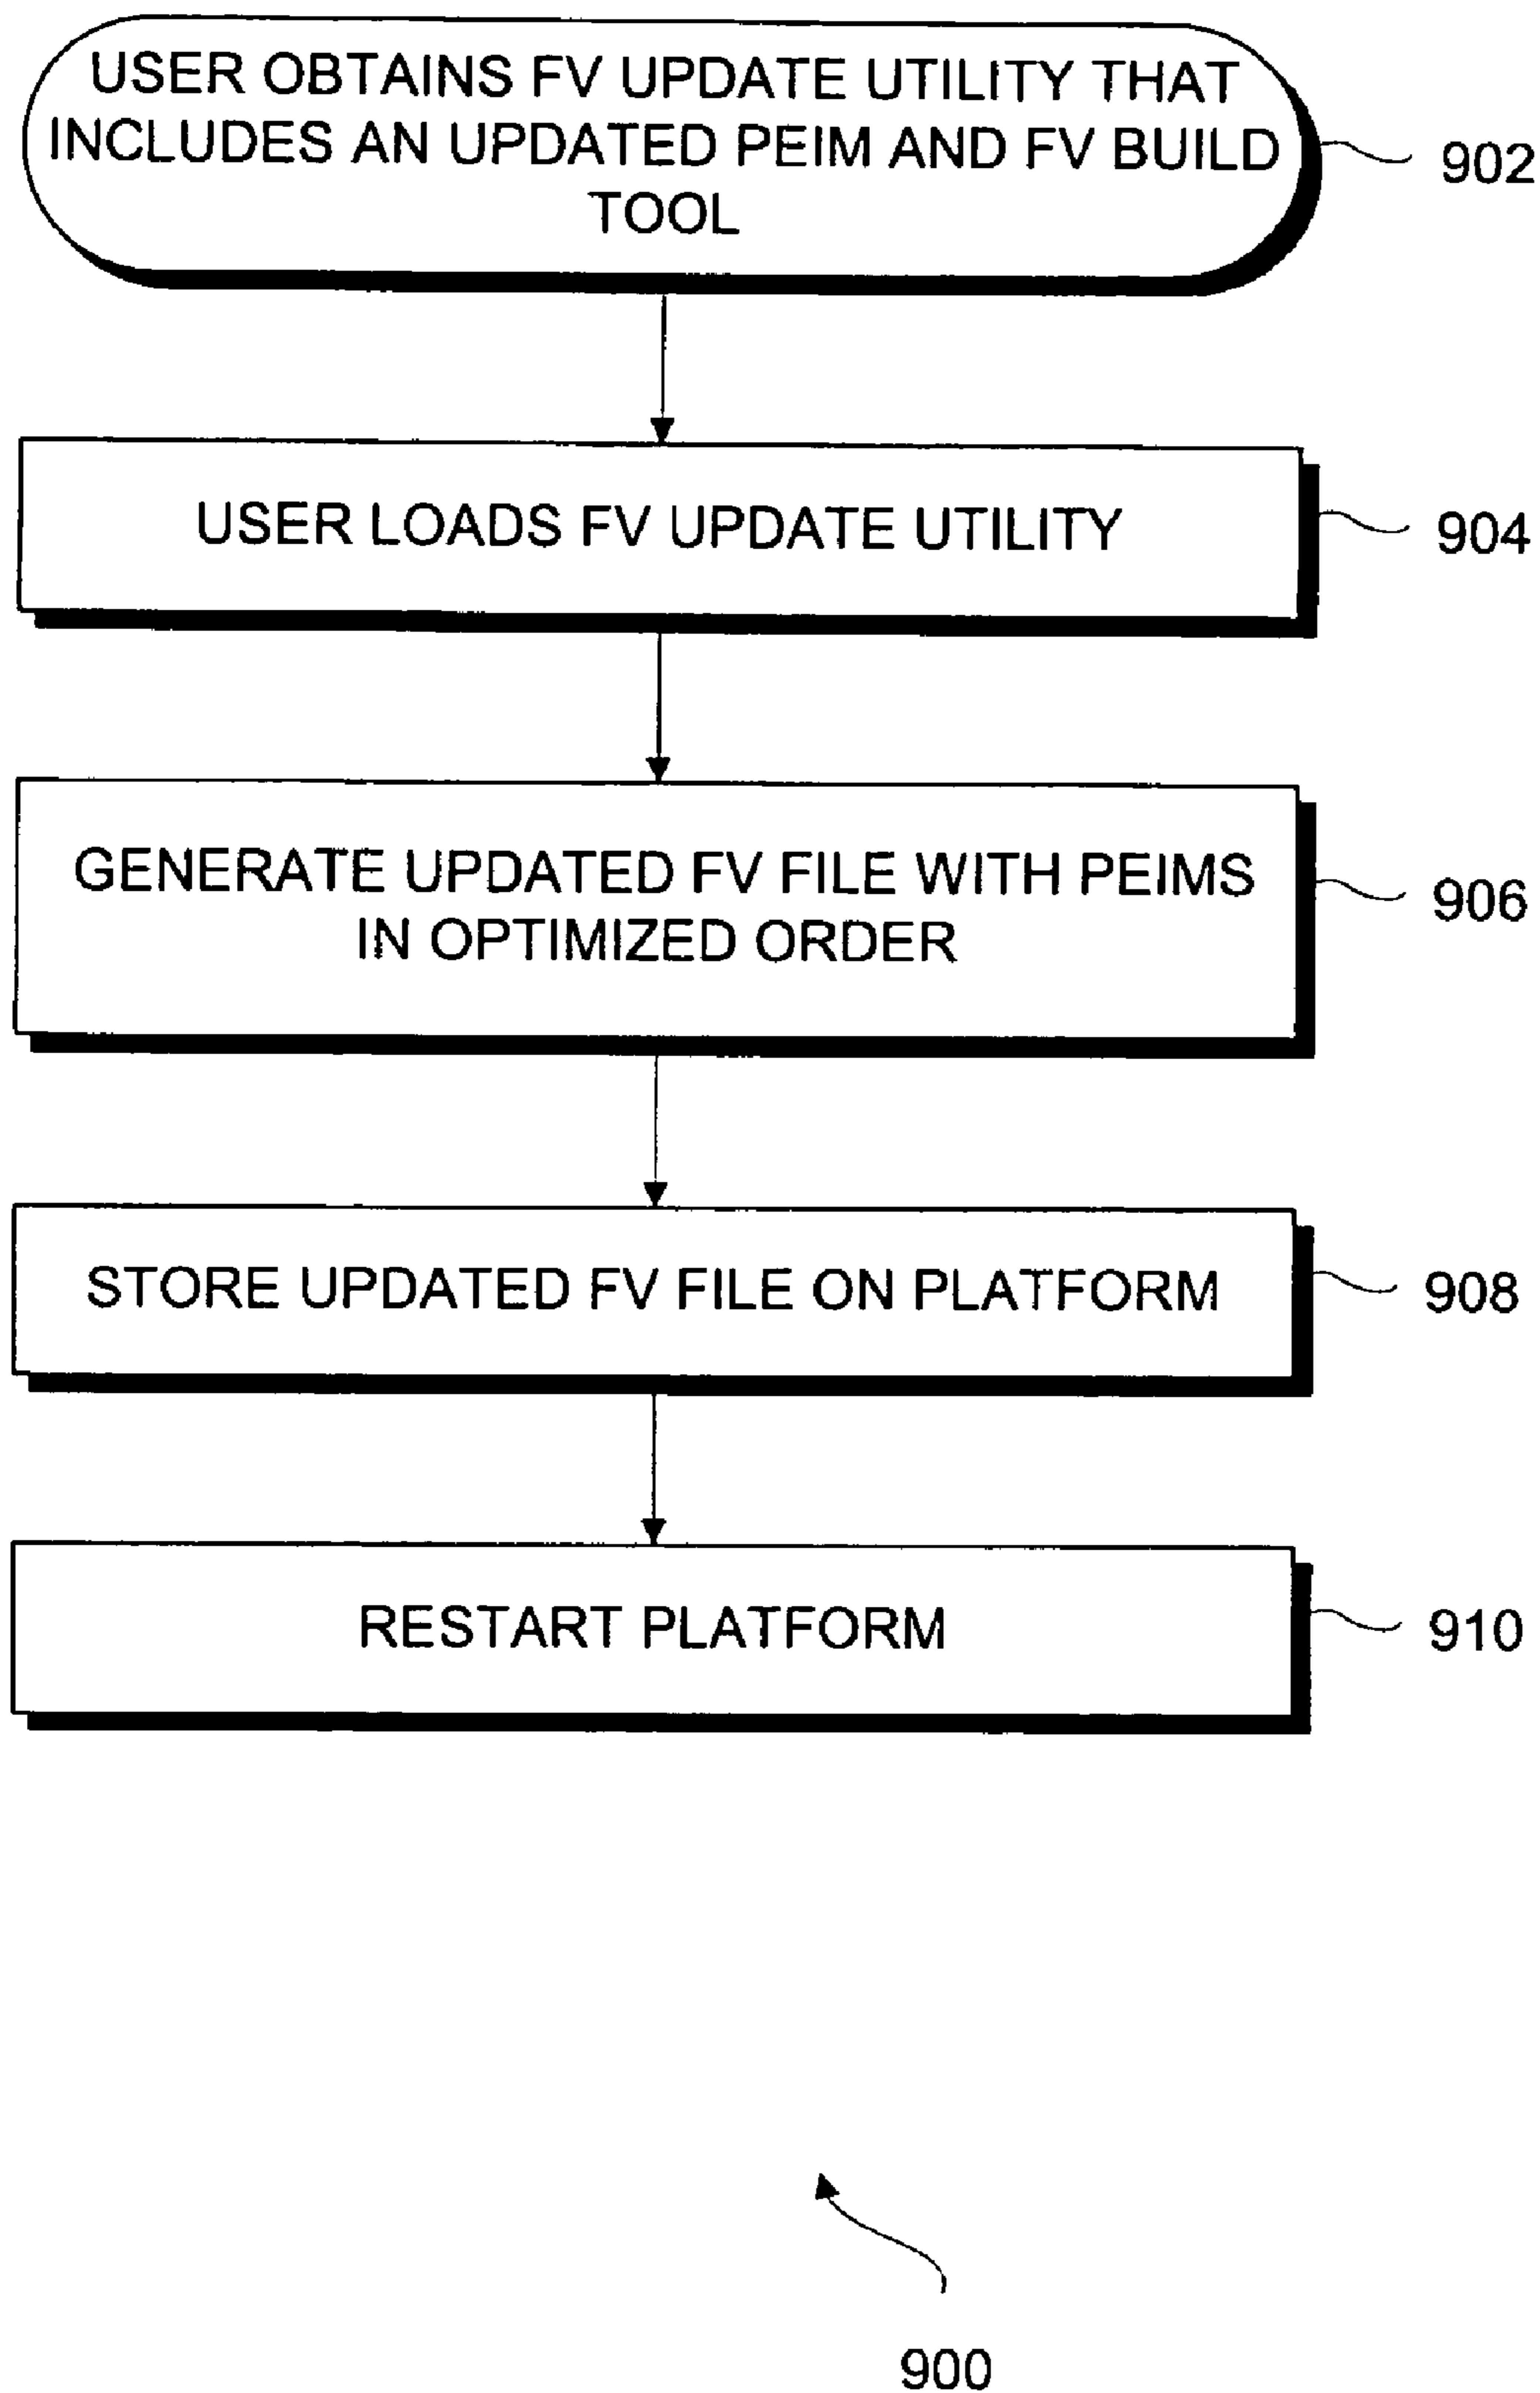 USER OBTAINS FV UPDATE UTILITY THAT
INCLUDES AN UPDATED PEIM AND FV BUILD
TOOL
902
USER LOADS FV UPDATE UTILITY
904
GENERATE UPDATED FV FILE WITH PEIMS
IN OPTIMIZED ORDER
906
STORE UPDATED FV FILE ON PLATFORM
908
RESTART PLATFORM
910
900